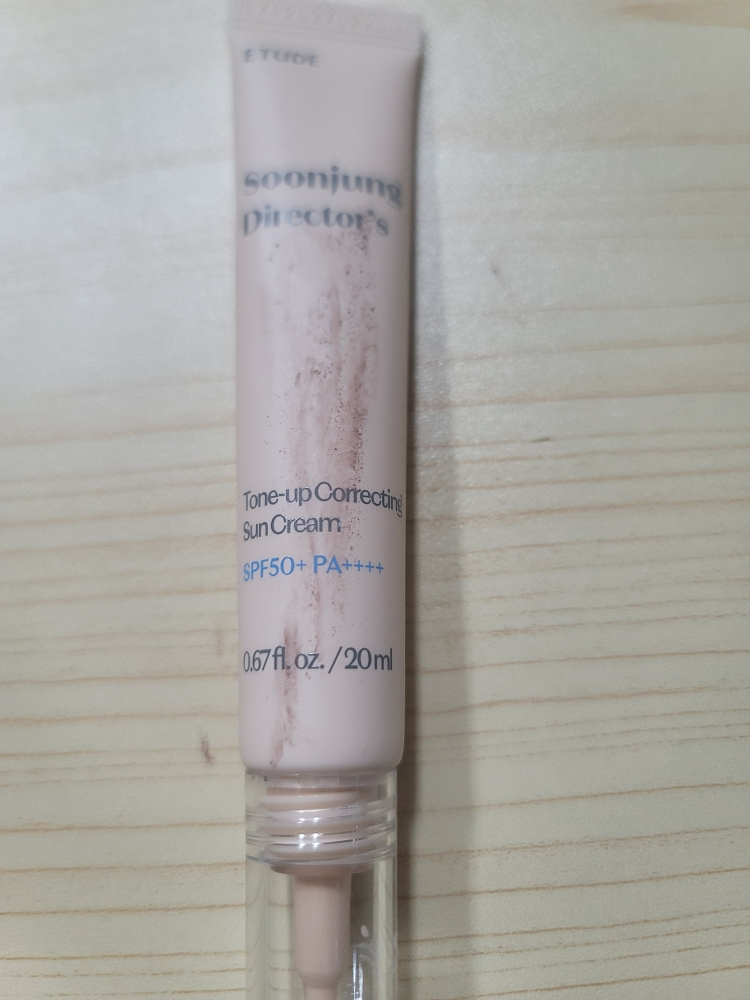 ETUDE
Soonjung
Director's
Tone-up Correcting
Sun Cream
SPF50+ PA++++
0.67 fl. oz. / 20 ml